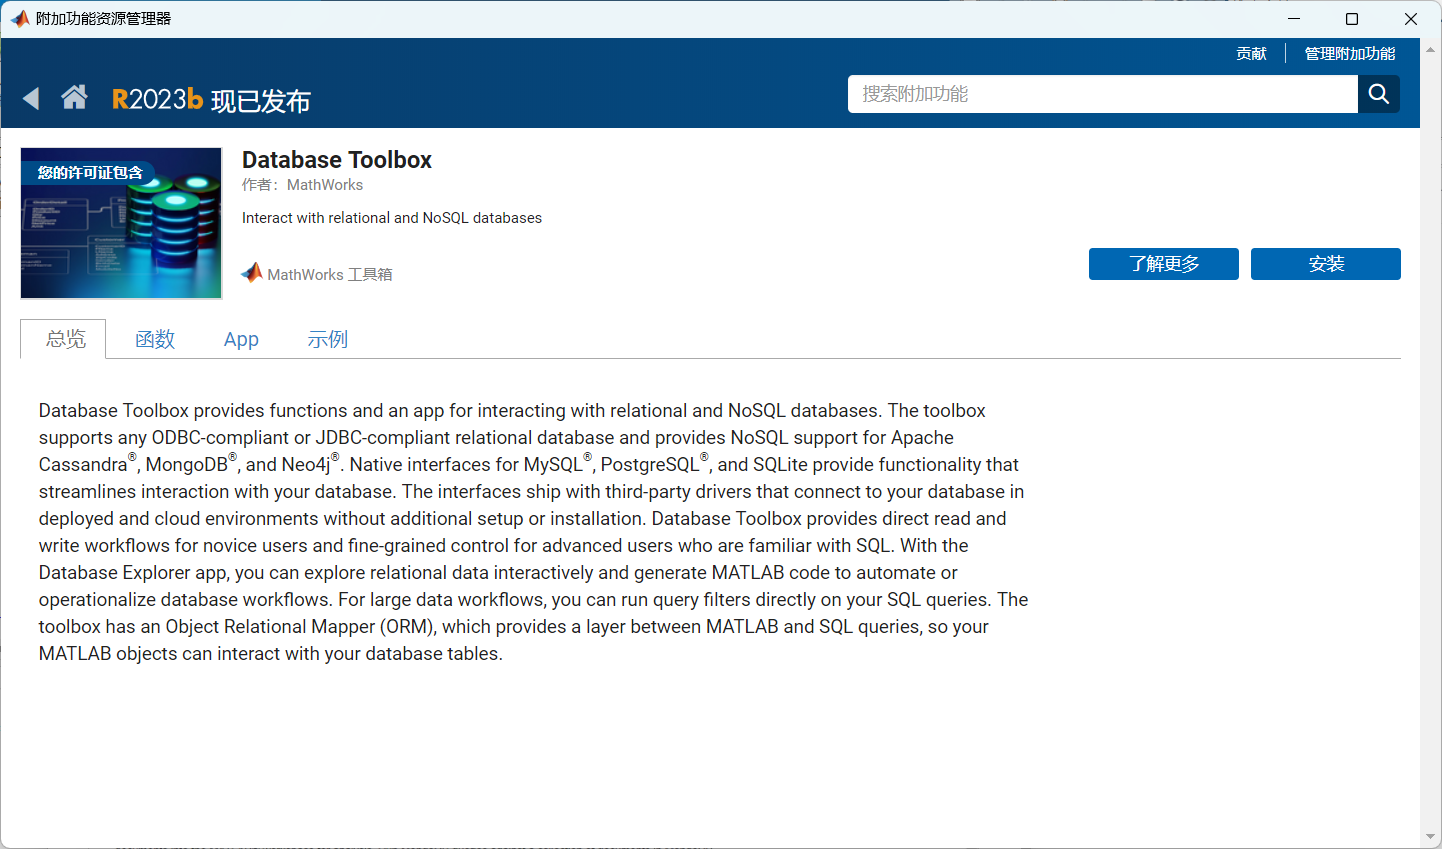 附加功能资源管理器
贡献
管理附加功能
R2023b 现已发布
搜索附加功能
您的许可证包含
Database Toolbox
作者：MathWorks
Interact with relational and NoSQL databases
MathWorks 工具箱
了解更多
安装
总览
函数
App
示例
Database Toolbox provides functions and an app for interacting with relational and NoSQL databases. The toolbox
supports any ODBC-compliant or JDBC-compliant relational database and provides NoSQL support for Apache
Cassandra®, MongoDB®, and Neo4j®. Native interfaces for MySQL®, PostgreSQL®, and SQLite provide functionality that
streamlines interaction with your database. The interfaces ship with third-party drivers that connect to your database in
deployed and cloud environments without additional setup or installation. Database Toolbox provides direct read and
write workflows for novice users and fine-grained control for advanced users who are familiar with SQL. With the
Database Explorer app, you can explore relational data interactively and generate MATLAB code to automate or
operationalize database workflows. For large data workflows, you can run query filters directly on your SQL queries. The
toolbox has an Object Relational Mapper (ORM), which provides a layer between MATLAB and SQL queries, so your
MATLAB objects can interact with your database tables.